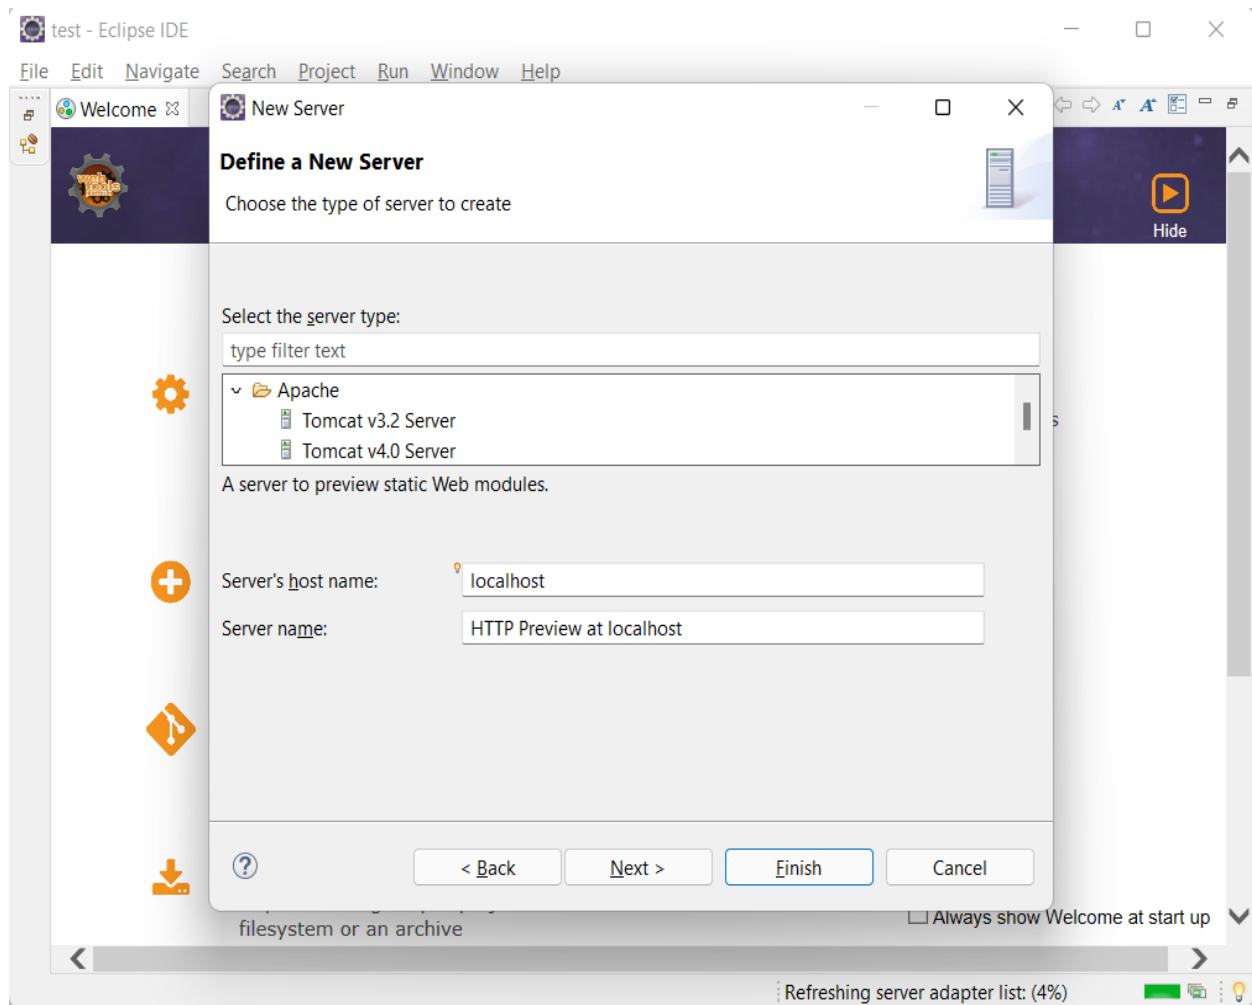 test - Eclipse IDE
File Edit Navigate Search Project Run Window Help
Welcome
New Server
Define a New Server
Choose the type of server to create
web
tools
Hide
Select the server type:
type filter text
Apache
Tomcat v3.2 Server
Tomcat v4.0 Server
s
A server to preview static Web modules.
Server's host name: localhost
Server name: HTTP Preview at localhost
< Back Next > Finish Cancel
filesystem or an archive
Always show Welcome at start up
Refreshing server adapter list: (4%)